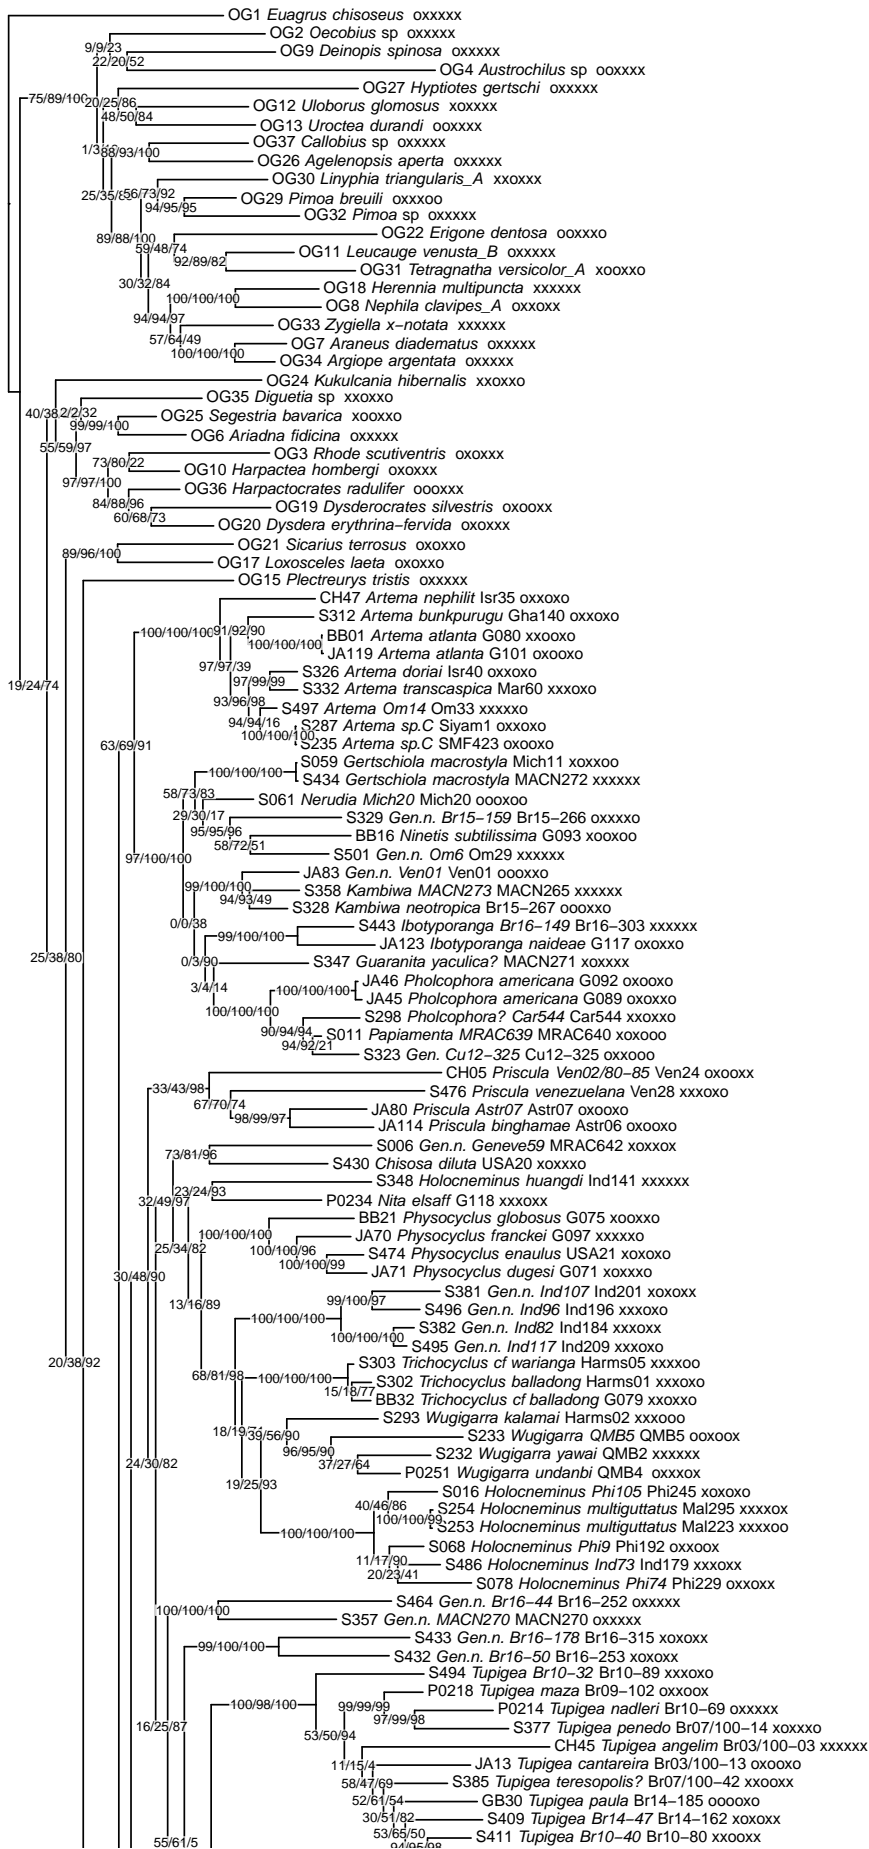 OG1 Euagrus chisoseus oxxxxx
OG2 Oecobius sp oxxxxx
9/9/23
OG9 Deinopis spinosa oxxxxx
22/20/52
OG4 Austrochilus sp ooxxxx
OG27 Hyptiotes gertschi oxxxxx
75/89/100
20/25/86
OG12 Uloborus glomosus xoxxxx
48/50/84
OG13 Uroctea durandi ooxxxx
OG37 Callobius sp oxxxxx
88/93/100
OG26 Agelenopsis aperta oxxxxx
OG30 Linyphia triangularis_A xxoxxx
56/73/92
OG29 Pimoa breuili oxxxoo
94/95/95
OG32 Pimoa sp oxxxxx
OG22 Erigone dentosa ooxxxo
89/88/100
59/48/74
OG11 Leucauge venusta_B oxxxxx
92/89/82
OG31 Tetragnatha versicolor_A xooxxo
30/32/84
OG18 Herennia multipuncta xxxxxx
100/100/100
OG8 Nephila clavipes_A oxxoxx
94/94/97
OG33 Zygiella x−notata xxxxxx
57/64/49
OG7 Araneus diadematus oxxxxx
100/100/100
OG34 Argiope argentata oxxxxx
OG24 Kukulcania hibernalis xxoxxo
OG35 Diguetia sp xxoxxo
OG25 Segestria bavarica xooxxo
99/99/100
OG6 Ariadna fidicina oxxxxx
55/59/97
OG3 Rhode scutiventris oxoxxx
73/80/22
OG10 Harpactea hombergi oxoxxx
97/97/100
OG36 Harpactocrates radulifer oooxxx
84/88/96
OG19 Dysderocrates silvestris oxooxx
60/68/73
OG20 Dysdera erythrina−fervida oxoxxx
OG21 Sicarius terrosus oxoxxo
89/96/100
OG17 Loxosceles laeta oxoxxo
OG15 Plectreurys tristis oxxxxx
CH47 Artema nephilit Isr35 oxxoxo
S312 Artema bunkpurugu Gha140 oxxoxo
100/100/100
91/92/90
BB01 Artema atlanta G080 xxooxo
100/100/100
JA119 Artema atlanta G101 oxooxo
97/97/39
S326 Artema doriai Isr40 oxxoxo
97/99/99
S332 Artema transcaspica Mar60 xxxoxo
19/24/74
93/96/98
S497 Artema Om14 Om33 xxxxxx
94/94/16
S287 Artema sp.C Siyam1 oxxoxo
100/100/100
S235 Artema sp.C SMF423 oxooxo
63/69/91
S059 Gertschiola macrostyla Mich11 xoxxoo
100/100/100
S434 Gertschiola macrostyla MACN272 xxxxxx
58/73/83
S061 Nerudia Mich20 Mich20 oooxoo
29/30/17
S329 Gen.n. Br15−159 Br15−266 oxxxxo
95/95/96
BB16 Ninetis subtilissima G093 xooxoo
58/72/51
S501 Gen.n. Om6 Om29 xxxxxx
97/100/100
JA83 Gen.n. Ven01 Ven01 oooxxo
99/100/100
S358 Kambiwa MACN273 MACN265 xxxxxx
94/93/49
S328 Kambiwa neotropica Br15−267 oooxxo
0/0/38
S443 Ibotyporanga Br16−149 Br16−303 xxxxxx
99/100/100
JA123 Ibotyporanga naideae G117 oxoxxo
25/38/80
0/3/90
S347 Guaranita yaculica? MACN271 xoxxxx
JA46 Pholcophora americana G092 oxooxo
3/4/14
100/100/100
JA45 Pholcophora americana G089 oxoxxo
100/100/100
S298 Pholcophora? Car544 Car544 xxoxxo
90/94/94
S011 Papiamenta MRAC639 MRAC640 xoxooo
94/92/21
S323 Gen. Cu12−325 Cu12−325 oxxooo
CH05 Priscula Ven02/80−85 Ven24 oxooxx
33/43/98
S476 Priscula venezuelana Ven28 xxxoxo
67/70/74
JA80 Priscula Astr07 Astr07 oxooxo
98/99/97
JA114 Priscula binghamae Astr06 oxooxo
S006 Gen.n. Geneve59 MRAC642 xoxxox
73/81/96
S430 Chisosa diluta USA20 xoxxxo
S348 Holocneminus huangdi Ind141 xxxxxx
23/24/93
32/49/97
P0234 Nita elsaff G118 xxxoxx
BB21 Physocyclus globosus G075 xooxxo
100/100/100
JA70 Physocyclus franckei G097 xxxxxo
25/34/82
100/100/96
S474 Physocyclus enaulus USA21 xoxoxo
100/100/99
JA71 Physocyclus dugesi G071 xoxxxo
30/48/90
S381 Gen.n. Ind107 Ind201 xoxoxx
99/100/97
S496 Gen.n. Ind96 Ind196 xxxoxo
13/16/89
100/100/100
S382 Gen.n. Ind82 Ind184 xxxoxx
100/100/100
S495 Gen.n. Ind117 Ind209 xxxoxo
20/38/92
S303 Trichocyclus cf warianga Harms05 xxxxoo
68/81/98
100/100/100
S302 Trichocyclus balladong Harms01 xxxoxo
15/18/77
BB32 Trichocyclus cf balladong G079 xxoxxo
S293 Wugigarra kalamai Harms02 xxxooo
39/56/90
S233 Wugigarra QMB5 QMB5 ooxoox
96/95/90
S232 Wugigarra yawai QMB2 xxxxxx
24/30/82
37/27/64
P0251 Wugigarra undanbi QMB4 oxxxox
19/25/93
S016 Holocneminus Phi105 Phi245 xoxoxo
40/46/86
S254 Holocneminus multiguttatus Mal295 xxxxox
100/100/99
S253 Holocneminus multiguttatus Mal223 xxxxoo
100/100/100
S068 Holocneminus Phi9 Phi192 oxxoox
11/17/90
S486 Holocneminus Ind73 Ind179 xxxoxx
20/23/41
S078 Holocneminus Phi74 Phi229 oxxoxx
S464 Gen.n. Br16−44 Br16−252 oxxxxx
100/100/100
S357 Gen.n. MACN270 MACN270 oxxxxx
S433 Gen.n. Br16−178 Br16−315 xoxoxx
99/100/100
S432 Gen.n. Br16−50 Br16−253 xoxoxx
S494 Tupigea Br10−32 Br10−89 xxxoxo
P0218 Tupigea maza Br09−102 oxxoox
100/98/100
99/99/99
P0214 Tupigea nadleri Br10−69 oxxxxx
97/99/98
16/25/87
S377 Tupigea penedo Br07/100−14 xoxxxo
53/50/94
CH45 Tupigea angelim Br03/100−03 xxxxxx
11/15/4
JA13 Tupigea cantareira Br03/100−13 oxooxo
58/47/69
S385 Tupigea teresopolis? Br07/100−42 xxooxx
52/61/54
GB30 Tupigea paula Br14−185 ooooxo
30/51/82
S409 Tupigea Br14−47 Br14−162 xoxoxx
53/65/50
S411 Tupigea Br10−40 Br10−80 xxooxx
55/61/5
94/95/98